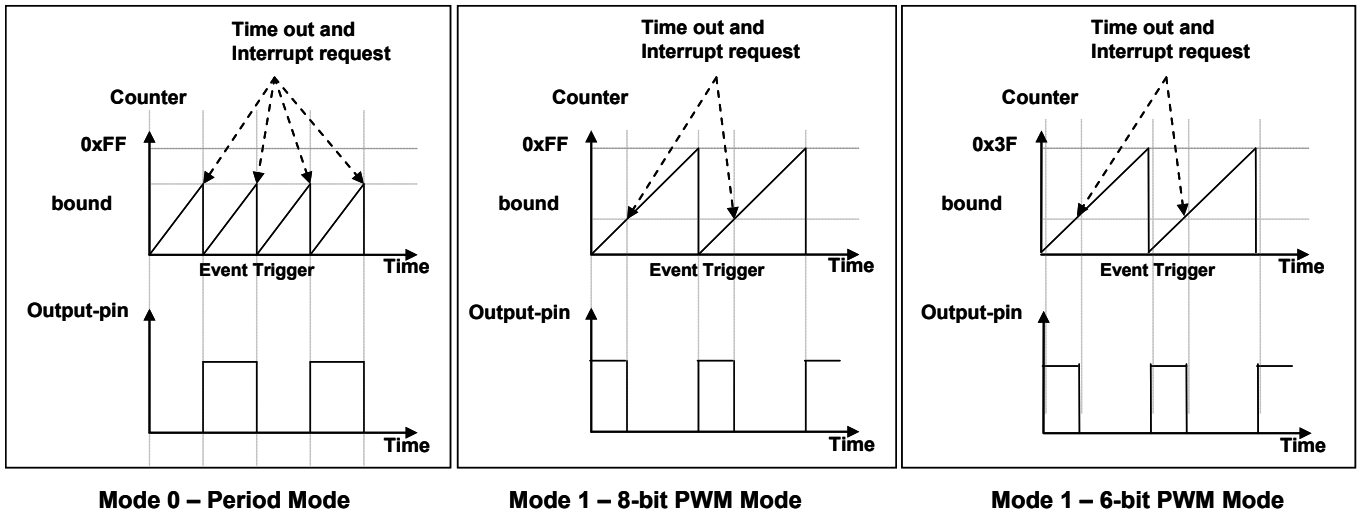 Time out and
Interrupt request
Counter
0xFF
bound
Event Trigger
Time
Output-pin
Time
Mode 0 – Period Mode
Time out and
Interrupt request
Counter
0xFF
bound
Event Trigger
Time
Output-pin
Time
Mode 1 – 8-bit PWM Mode
Time out and
Interrupt request
Counter
0x3F
bound
Event Trigger
Time
Output-pin
Time
Mode 1 – 6-bit PWM Mode